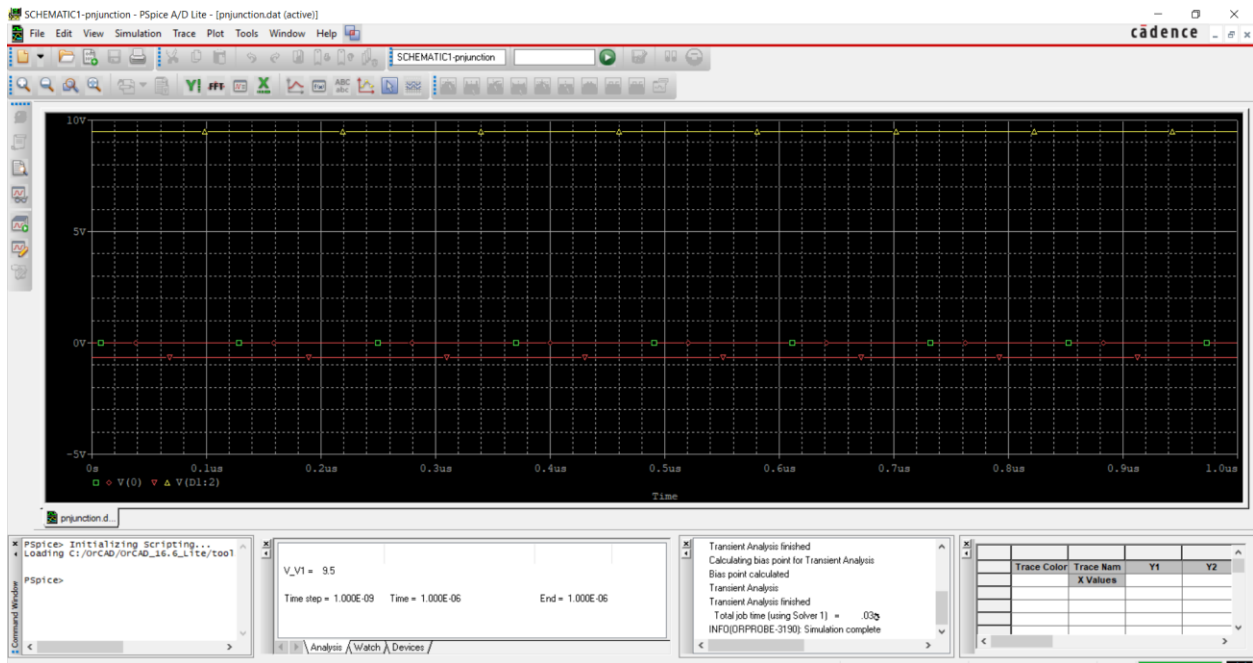 SCHEMATIC1-pnjunction - PSpice A/D Lite - [pnjunction.dat (active)]
File Edit View Simulation Trace Plot Tools Window Help
cādence
SCHEMATIC1-pnjunction
10V
5V
0V
-5V
0s 0.1us 0.2us 0.3us 0.4us 0.5us 0.6us 0.7us 0.8us 0.9us 1.0us
V(0) V(D1:2)
Time
pnjunction.d...
PSpice> Initializing Scripting...
Loading C:/OrCAD/OrCAD_16.6_Lite/tool
PSpice>
Command Window
V_V1 = 9.5
Time step = 1.000E-09 Time = 1.000E-06 End = 1.000E-06
Analysis Watch Devices
Transient Analysis finished
Calculating bias point for Transient Analysis
Bias point calculated
Transient Analysis
Transient Analysis finished
Total job time (using Solver 1) = .03
INFO(ORPROBE-3190): Simulation complete
Trace Color Trace Nam Y1 Y2
X Values